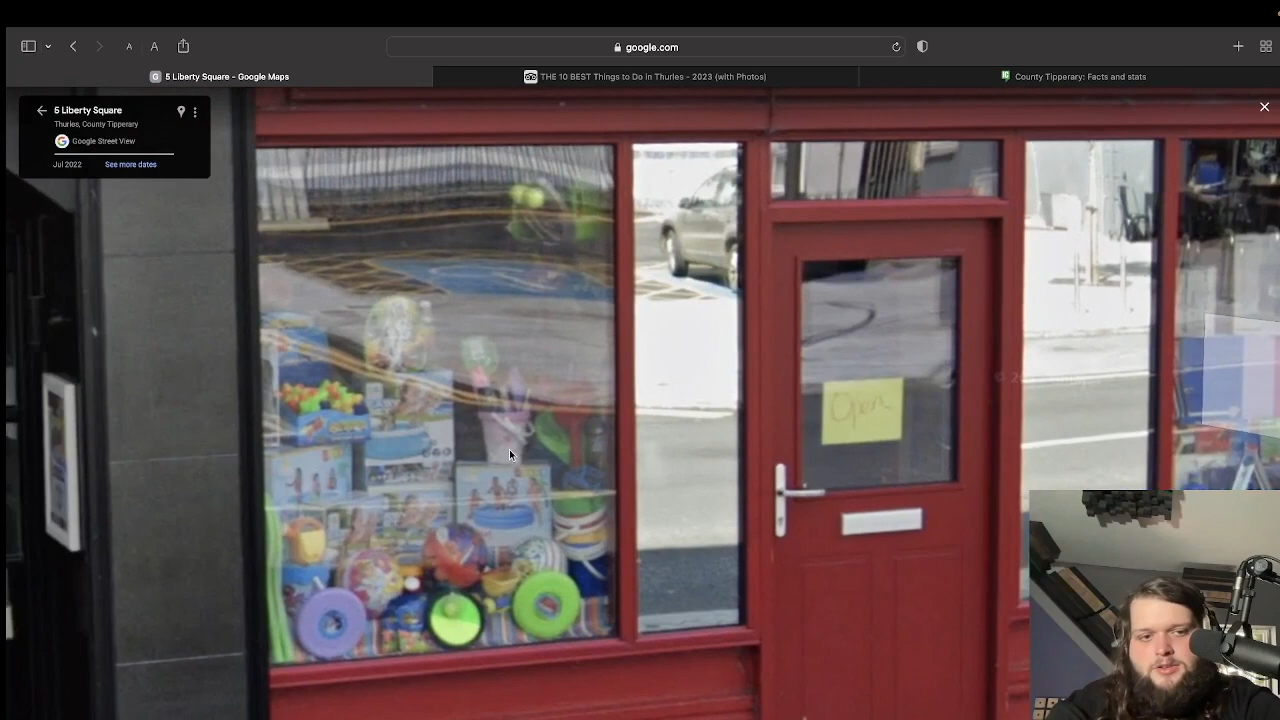 google.com
5 Liberty Square - Google Maps
THE 10 BEST Things to Do in Thurles - 2023 (with Photos)
County Tipperary: Facts and stats
5 Liberty Square
Thurles, County Tipperary
Google Street View
Jul 2022 See more dates
Open